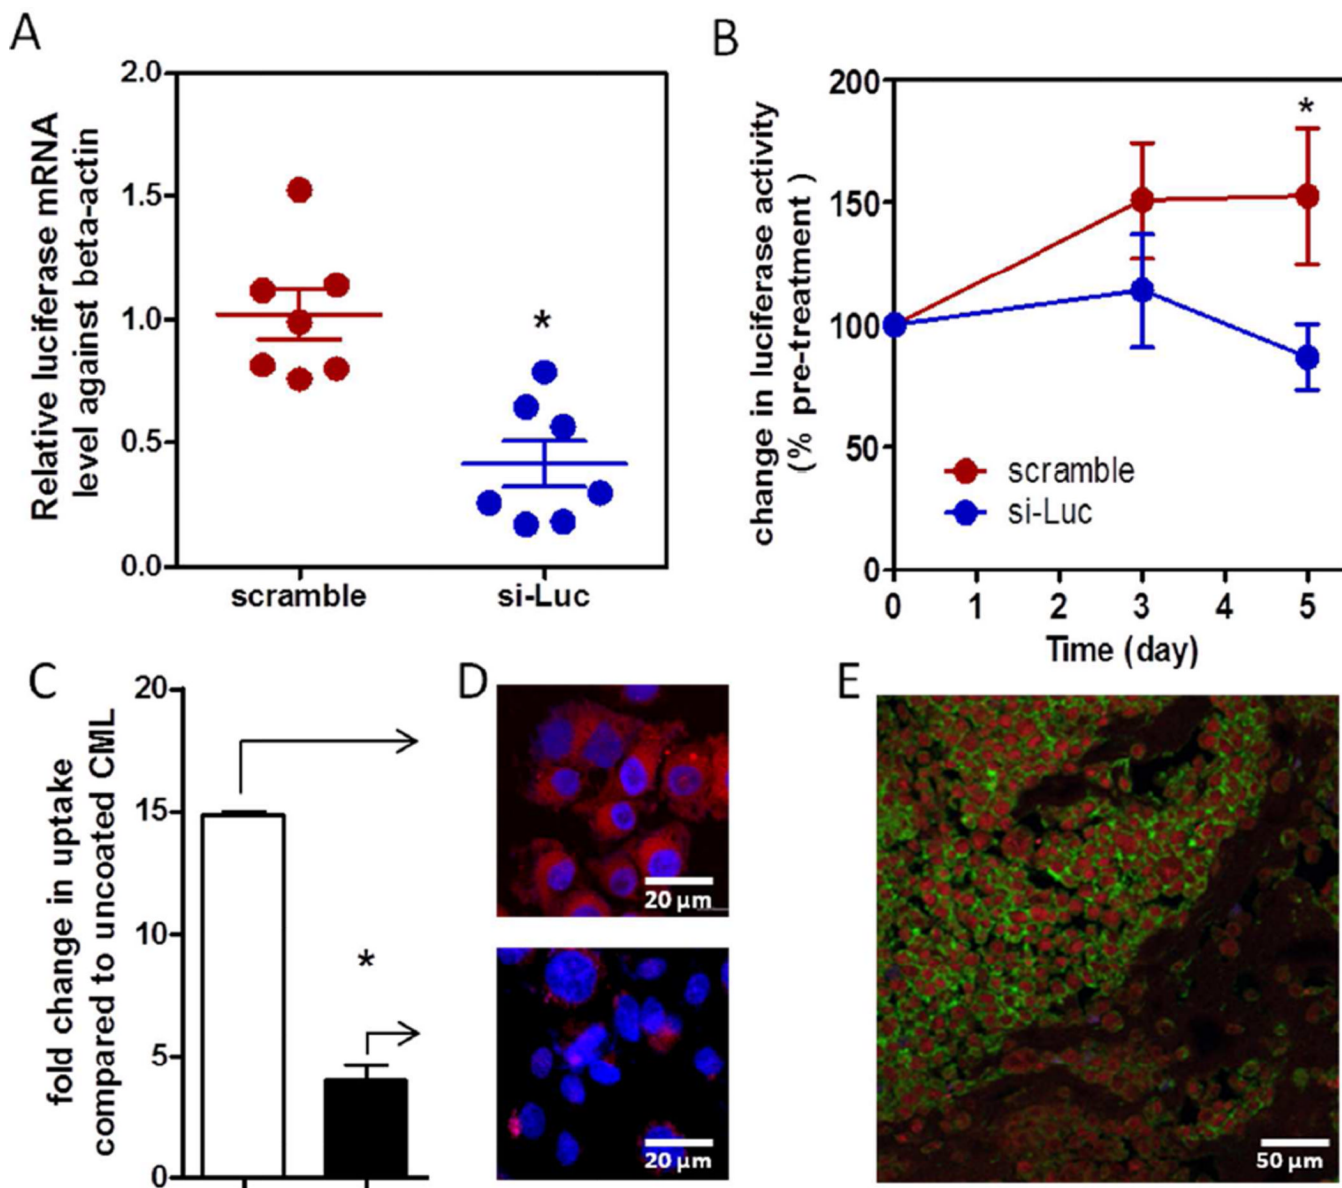 A
Relative luciferase mRNA
level against beta-actin
2.0
1.5
1.0
0.5
0.0
*
scramble
si-Luc
B
change in luciferase activity
(% pre-treatment )
200
150
100
50
0
*
scramble
si-Luc
0 1 2 3 4 5
Time (day)
C
fold change in uptake
compared to uncoated CML
20
15
10
5
0
*
D
20 µm
20 µm
E
50 µm